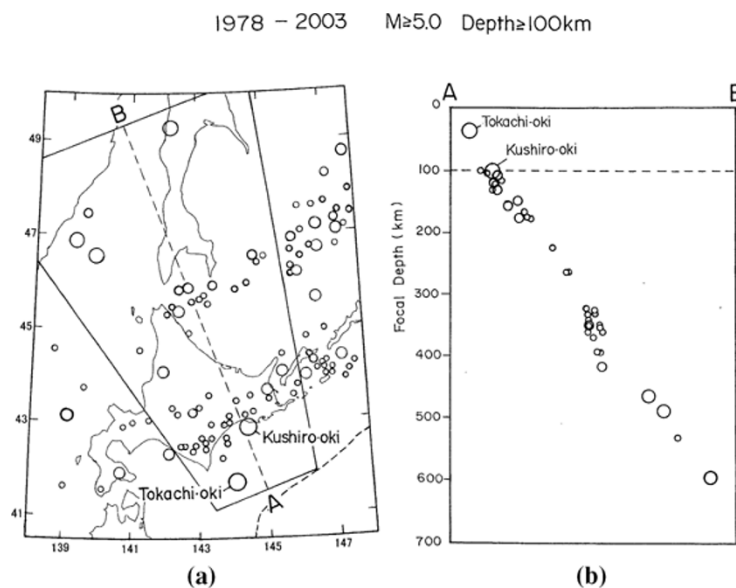 1978 – 2003 M≥5.0 Depth≥100km
B
49
47
45
43
41
Kushiro-oki
Tokachi-oki
A
139 141 143 145 147
(a)
A B
0
Tokachi-oki
Kushiro-oki
100
200
300
400
500
600
700
Focal Depth (km)
(b)